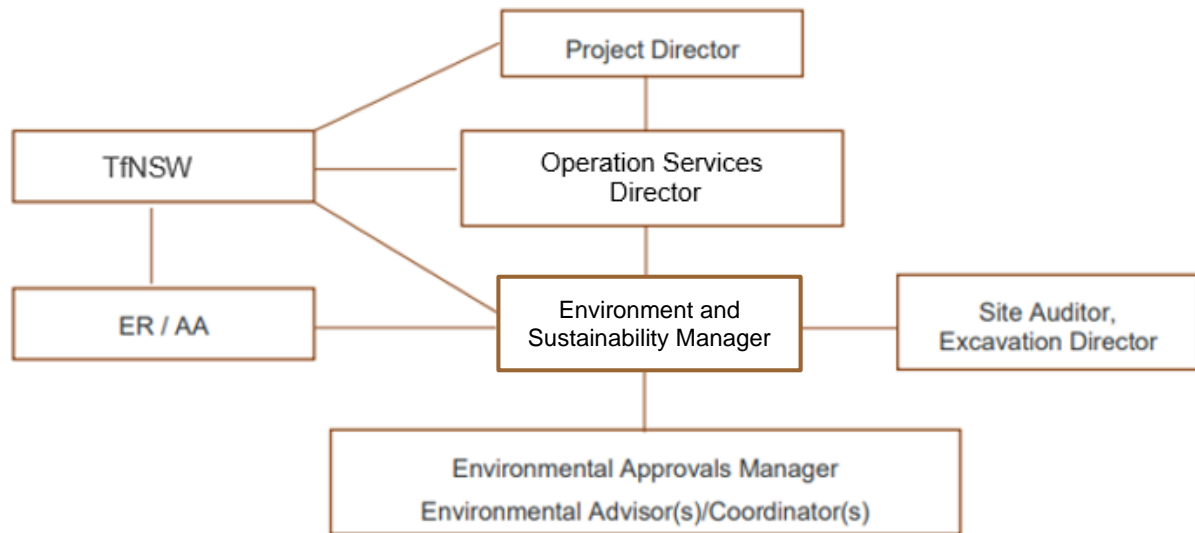 Project Director
TfNSW
Operation Services
Director
ER / AA
Environment and
Sustainability Manager
Site Auditor,
Excavation Director
Environmental Approvals Manager
Environmental Advisor(s)/Coordinator(s)